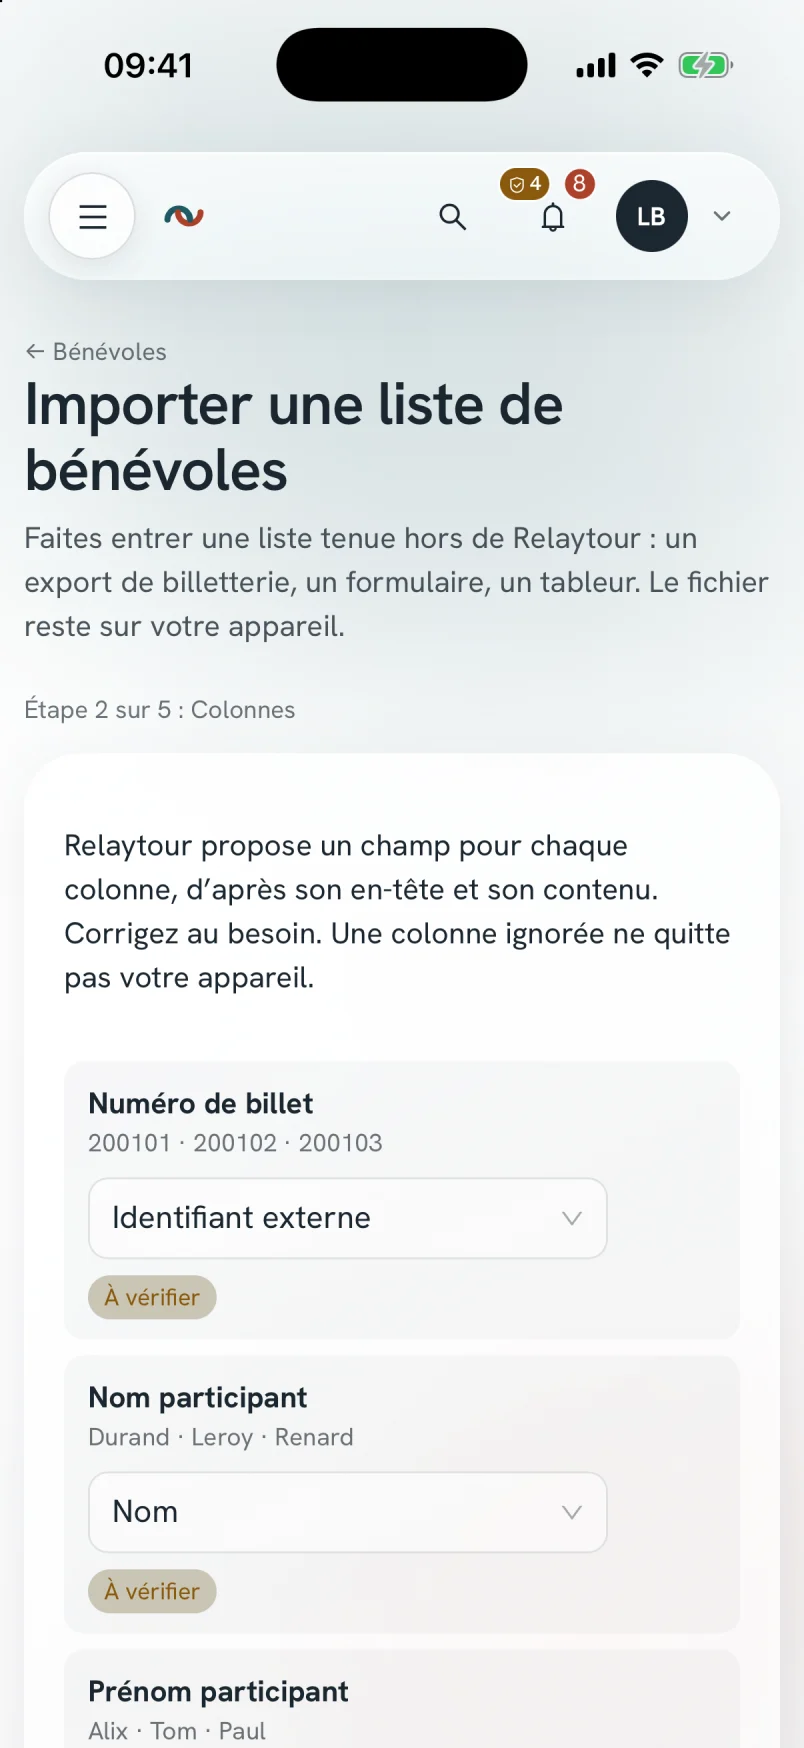 09:41
4
8
LB
← Bénévoles
Importer une liste de
bénévoles
Faites entrer une liste tenue hors de Relaytour : un
export de billetterie, un formulaire, un tableur. Le fichier
reste sur votre appareil.
Étape 2 sur 5 : Colonnes
Relaytour propose un champ pour chaque
colonne, d’après son en-tête et son contenu.
Corrigez au besoin. Une colonne ignorée ne quitte
pas votre appareil.
Numéro de billet
200101 · 200102 · 200103
Identifiant externe
À vérifier
Nom participant
Durand · Leroy · Renard
Nom
À vérifier
Prénom participant
Alix · Tom · Paul